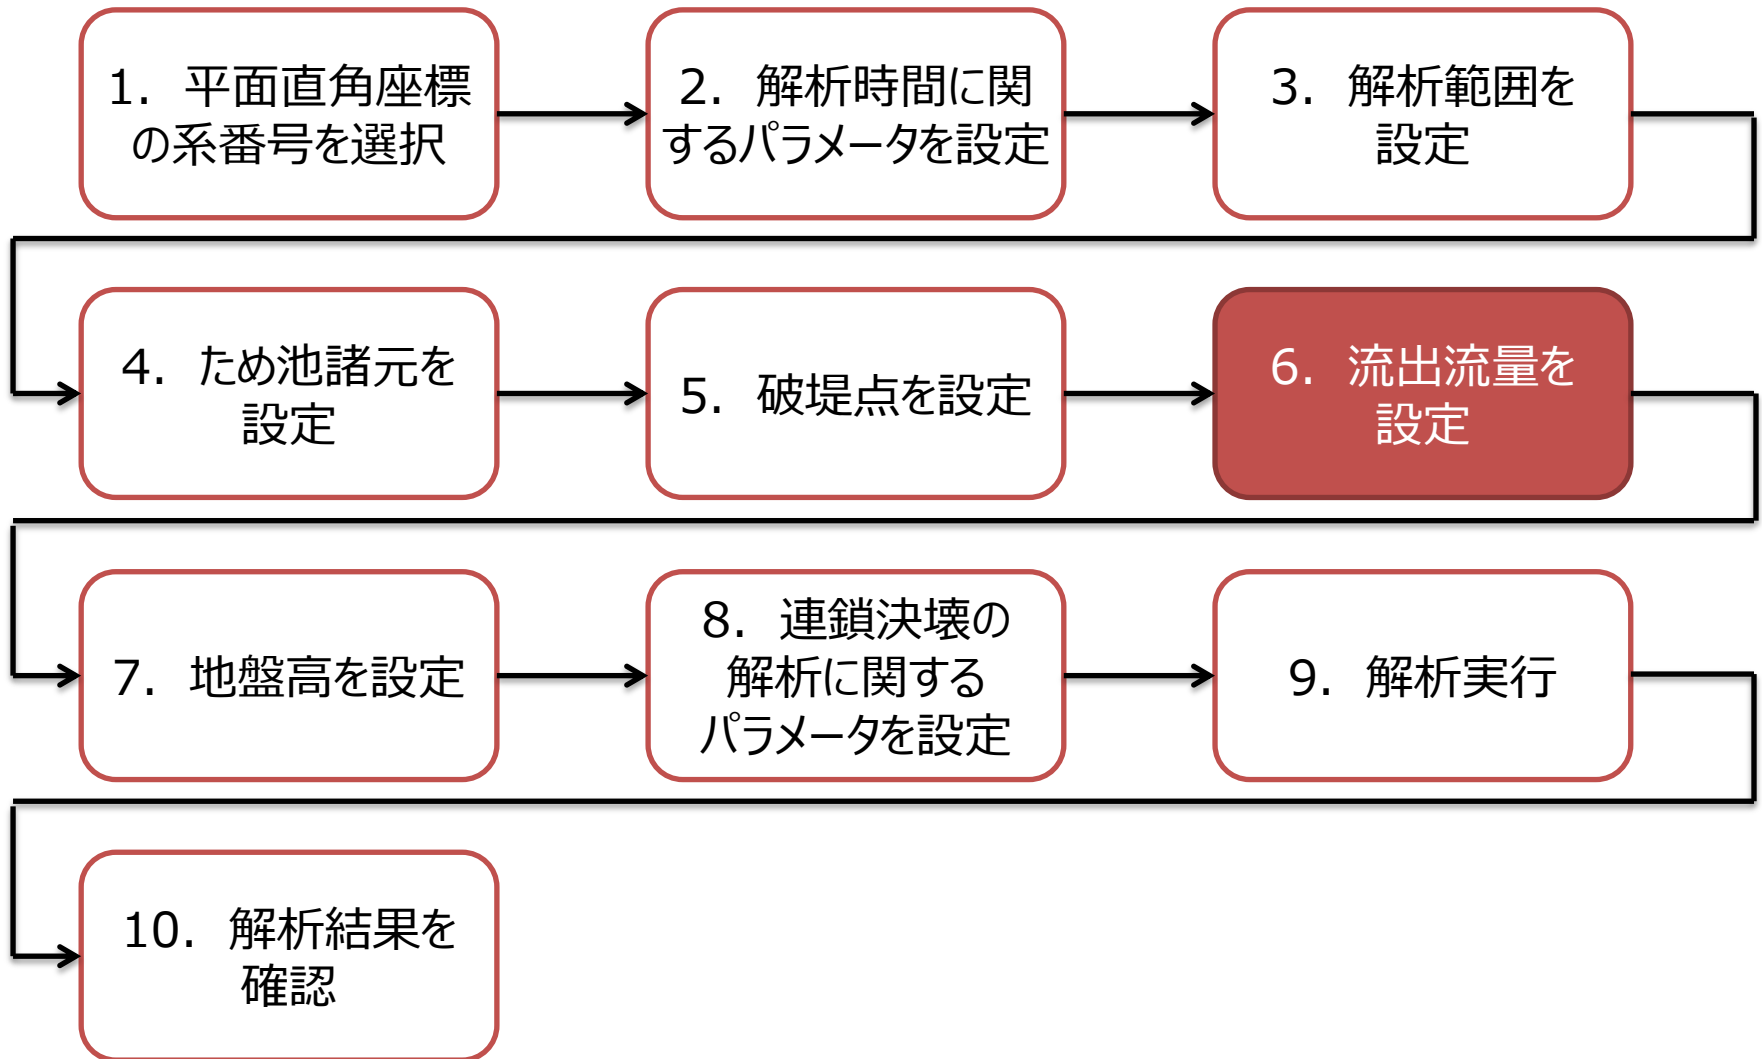 1. 平面直角座標
の系番号を選択
2. 解析時間に関
するパラメータを設定
3. 解析範囲を
設定
4. ため池諸元を
設定
5. 破堤点を設定
6. 流出流量を
設定
7. 地盤高を設定
8. 連鎖決壊の
解析に関する
パラメータを設定
9. 解析実行
10. 解析結果を
確認